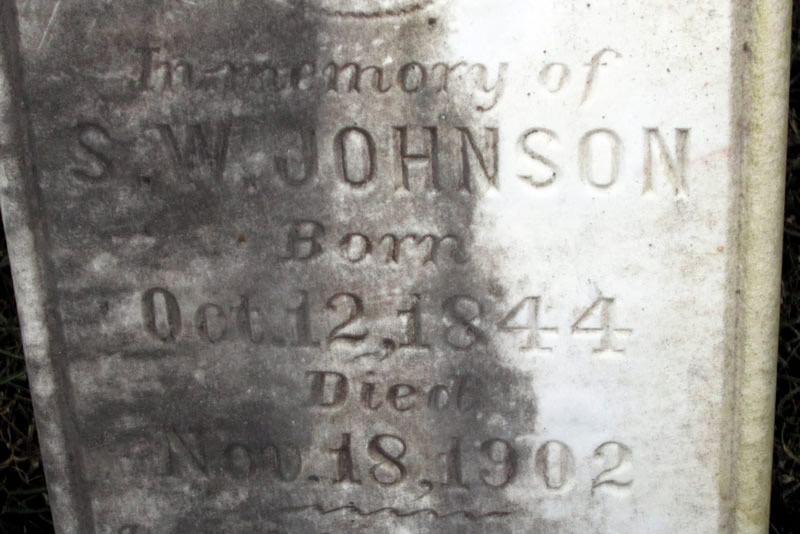 In memory of
S. W. JOHNSON
Born
Oct. 12, 1844
Died
Nov. 18, 1902